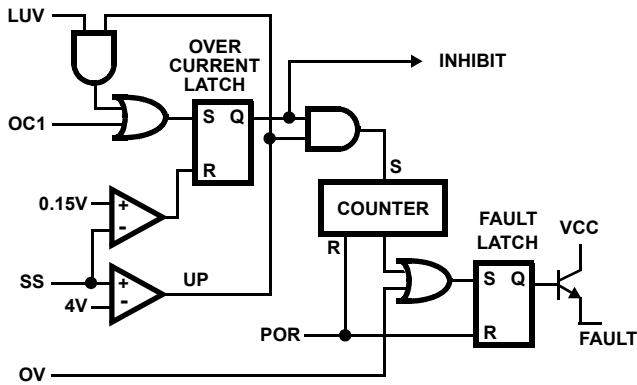 LUV
OVER
CURRENT
LATCH
INHIBIT
OC1
S Q
R
0.15V
+
-
S
COUNTER
R
FAULT
LATCH
VCC
SS
+
-
4V
UP
S Q
R
POR
FAULT
OV